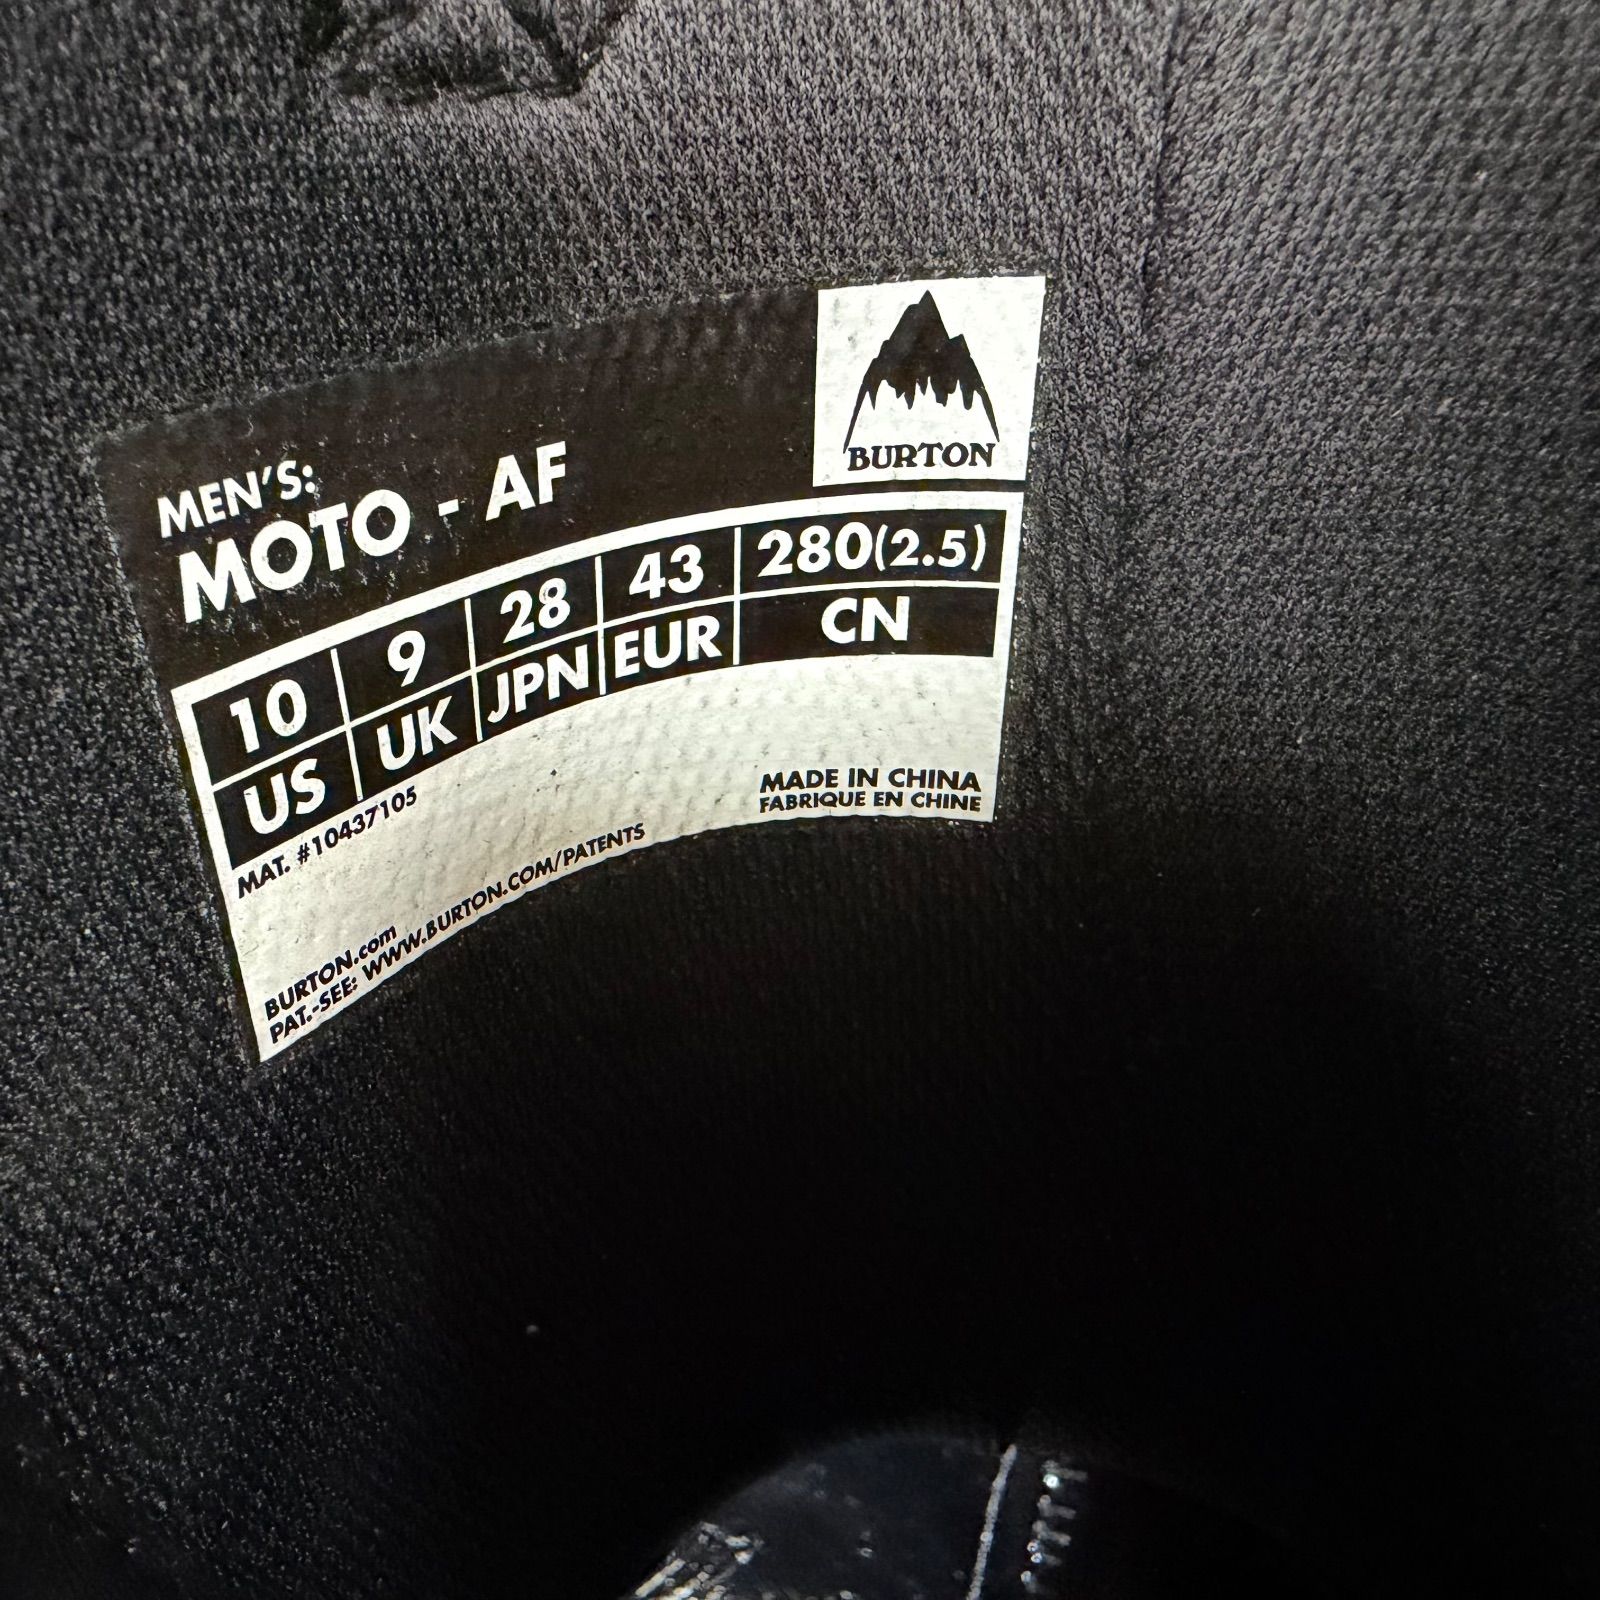 BURTON
MEN'S:
MOTO - AF
10 9 28 43 280(2.5)
US UK JPN EUR CN
MAT. #10437105
MADE IN CHINA
FABRIQUE EN CHINE
BURTON.com
PAT.-SEE: WWW.BURTON.COM/PATENTS